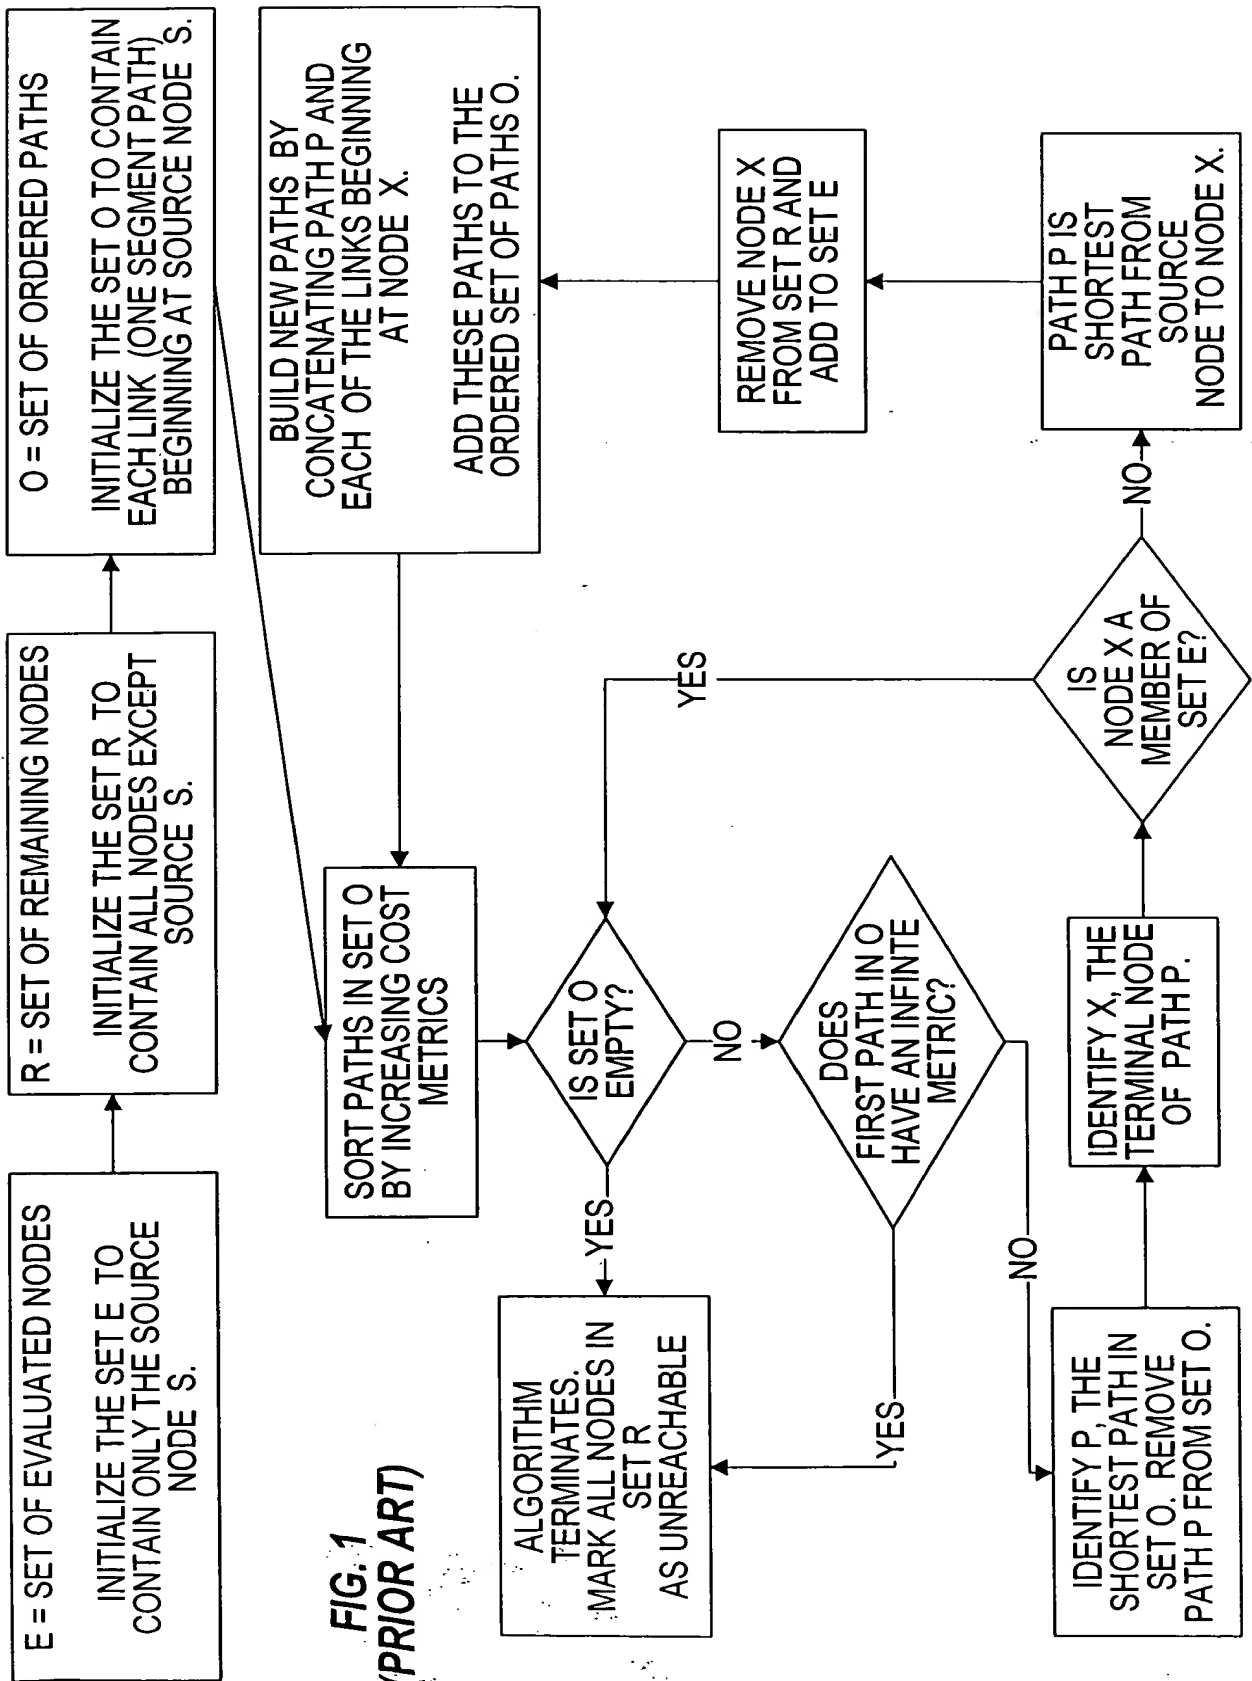 E = SET OF EVALUATED NODES
INITIALIZE THE SET E TO
CONTAIN ONLY THE SOURCE
NODE S.
R = SET OF REMAINING NODES
INITIALIZE THE SET R TO
CONTAIN ALL NODES EXCEPT
SOURCE S.
O = SET OF ORDERED PATHS
INITIALIZE THE SET O TO CONTAIN
EACH LINK (ONE SEGMENT PATH)
BEGINNING AT SOURCE NODE S.
SORT PATHS IN SET O
BY INCREASING COST
METRICS
BUILD NEW PATHS BY
CONCATENATING PATH P AND
EACH OF THE LINKS BEGINNING
AT NODE X.
ADD THESE PATHS TO THE
ORDERED SET OF PATHS O.
FIG. 1
(PRIOR ART)
ALGORITHM
TERMINATES.
MARK ALL NODES IN
SET R
AS UNREACHABLE
YES
IS SET O
EMPTY?
YES
NO
DOES
FIRST PATH IN O
HAVE AN INFINTE
METRIC?
YES
NO
REMOVE NODE X
FROM SET R AND
ADD TO SET E
IDENTIFY P, THE
SHORTEST PATH IN
SET O. REMOVE
PATH P FROM SET O.
IDENTIFY X, THE
TERMINAL NODE
OF PATH P.
IS
NODE X A
MEMBER OF
SET E?
NO
PATH P IS
SHORTEST
PATH FROM
SOURCE
NODE TO NODE X.